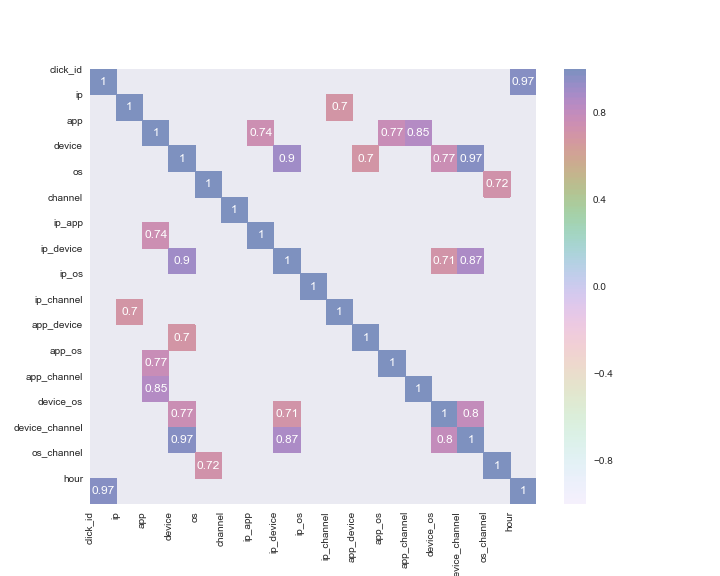 click_id
1
0.97
ip
1
0.7
app
1
0.74
0.77
0.85
device
1
0.9
0.7
0.77
0.97
os
1
0.72
channel
1
ip_app
0.74
1
ip_device
0.9
1
0.71
0.87
ip_os
1
ip_channel
0.7
1
app_device
0.7
1
app_os
0.77
1
app_channel
0.85
1
device_os
0.77
0.71
1
0.8
device_channel
0.97
0.87
0.8
1
os_channel
0.72
1
hour
0.97
1
click_id
ip
app
device
os
channel
ip_app
ip_device
ip_os
ip_channel
app_device
app_os
app_channel
device_os
device_channel
os_channel
hour
0.8
0.4
0.0
−0.4
−0.8